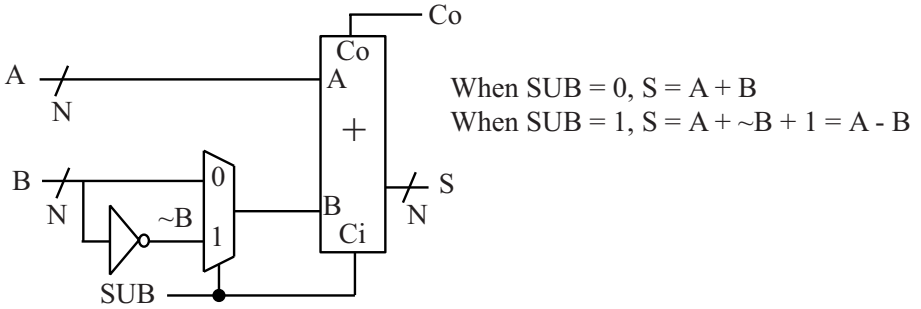 Co
Co
A
A
N
When SUB = 0, S = A + B
When SUB = 1, S = A + ~B + 1 = A - B
+
B
0
N
~B
1
B
S
N
Ci
SUB